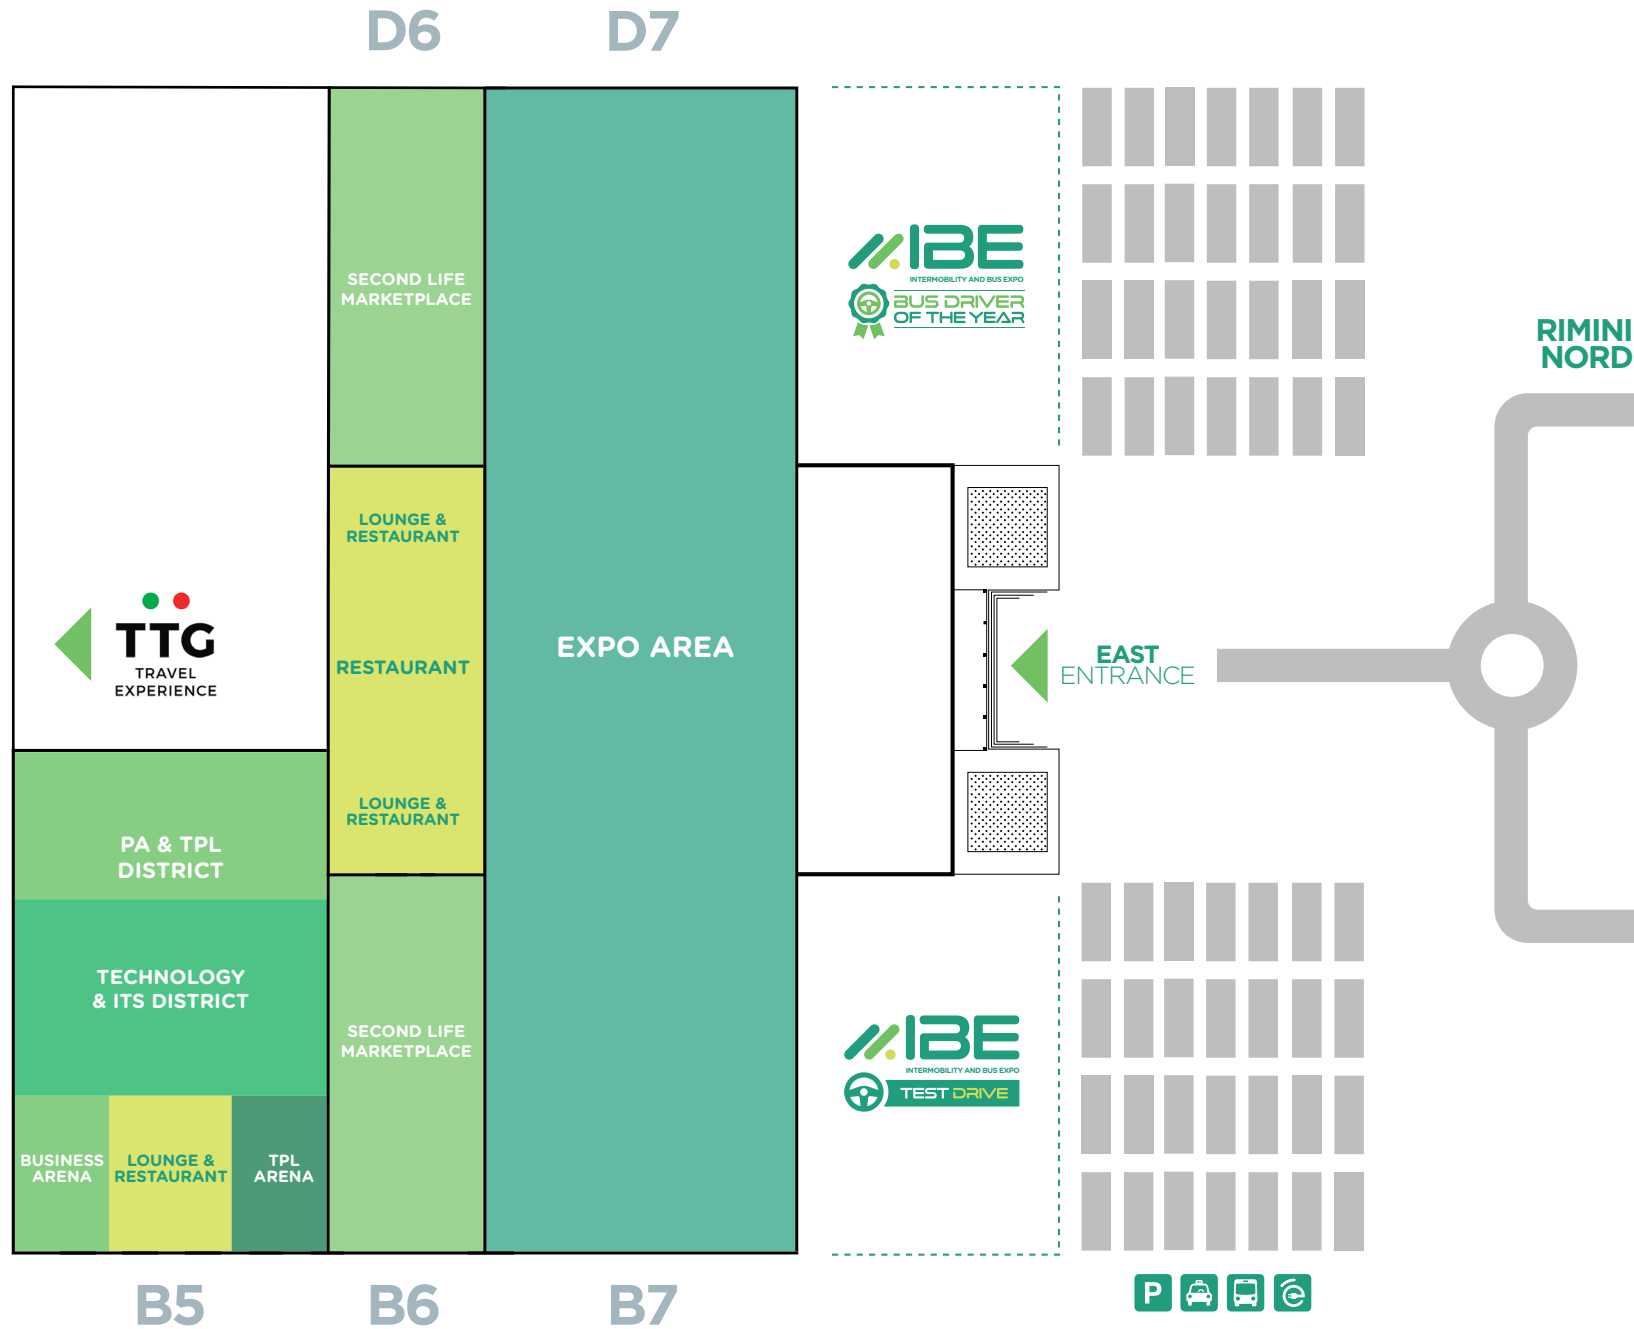 D6
D7
SECOND LIFE
MARKETPLACE
IBE
INTERMOBILITY AND BUS EXPO
BUS DRIVER
OF THE YEAR
RIMINI
NORD
LOUNGE &
RESTAURANT
TTG
TRAVEL
EXPERIENCE
RESTAURANT
EXPO AREA
EAST
ENTRANCE
LOUNGE &
RESTAURANT
PA & TPL
DISTRICT
TECHNOLOGY
& ITS DISTRICT
SECOND LIFE
MARKETPLACE
IBE
INTERMOBILITY AND BUS EXPO
TEST DRIVE
BUSINESS
ARENA
LOUNGE &
RESTAURANT
TPL
ARENA
B5
B6
B7
P